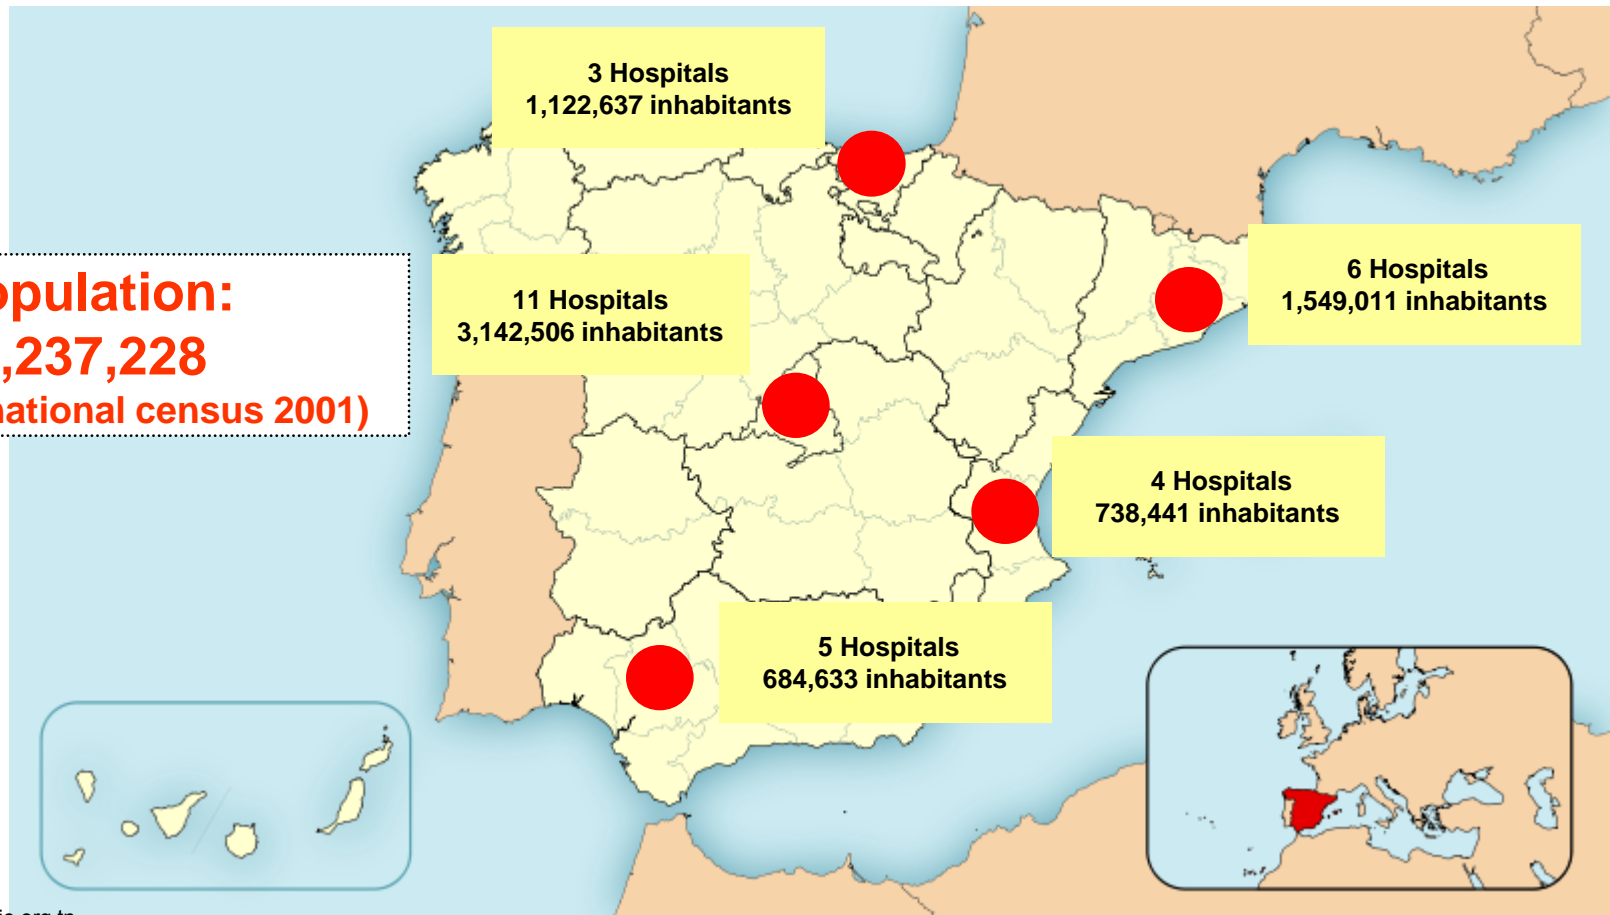 3 Hospitals
1,122,637 inhabitants
6 Hospitals
1,549,011 inhabitants
opulation:
,237,228
national census 2001)
11 Hospitals
3,142,506 inhabitants
4 Hospitals
738,441 inhabitants
5 Hospitals
684,633 inhabitants